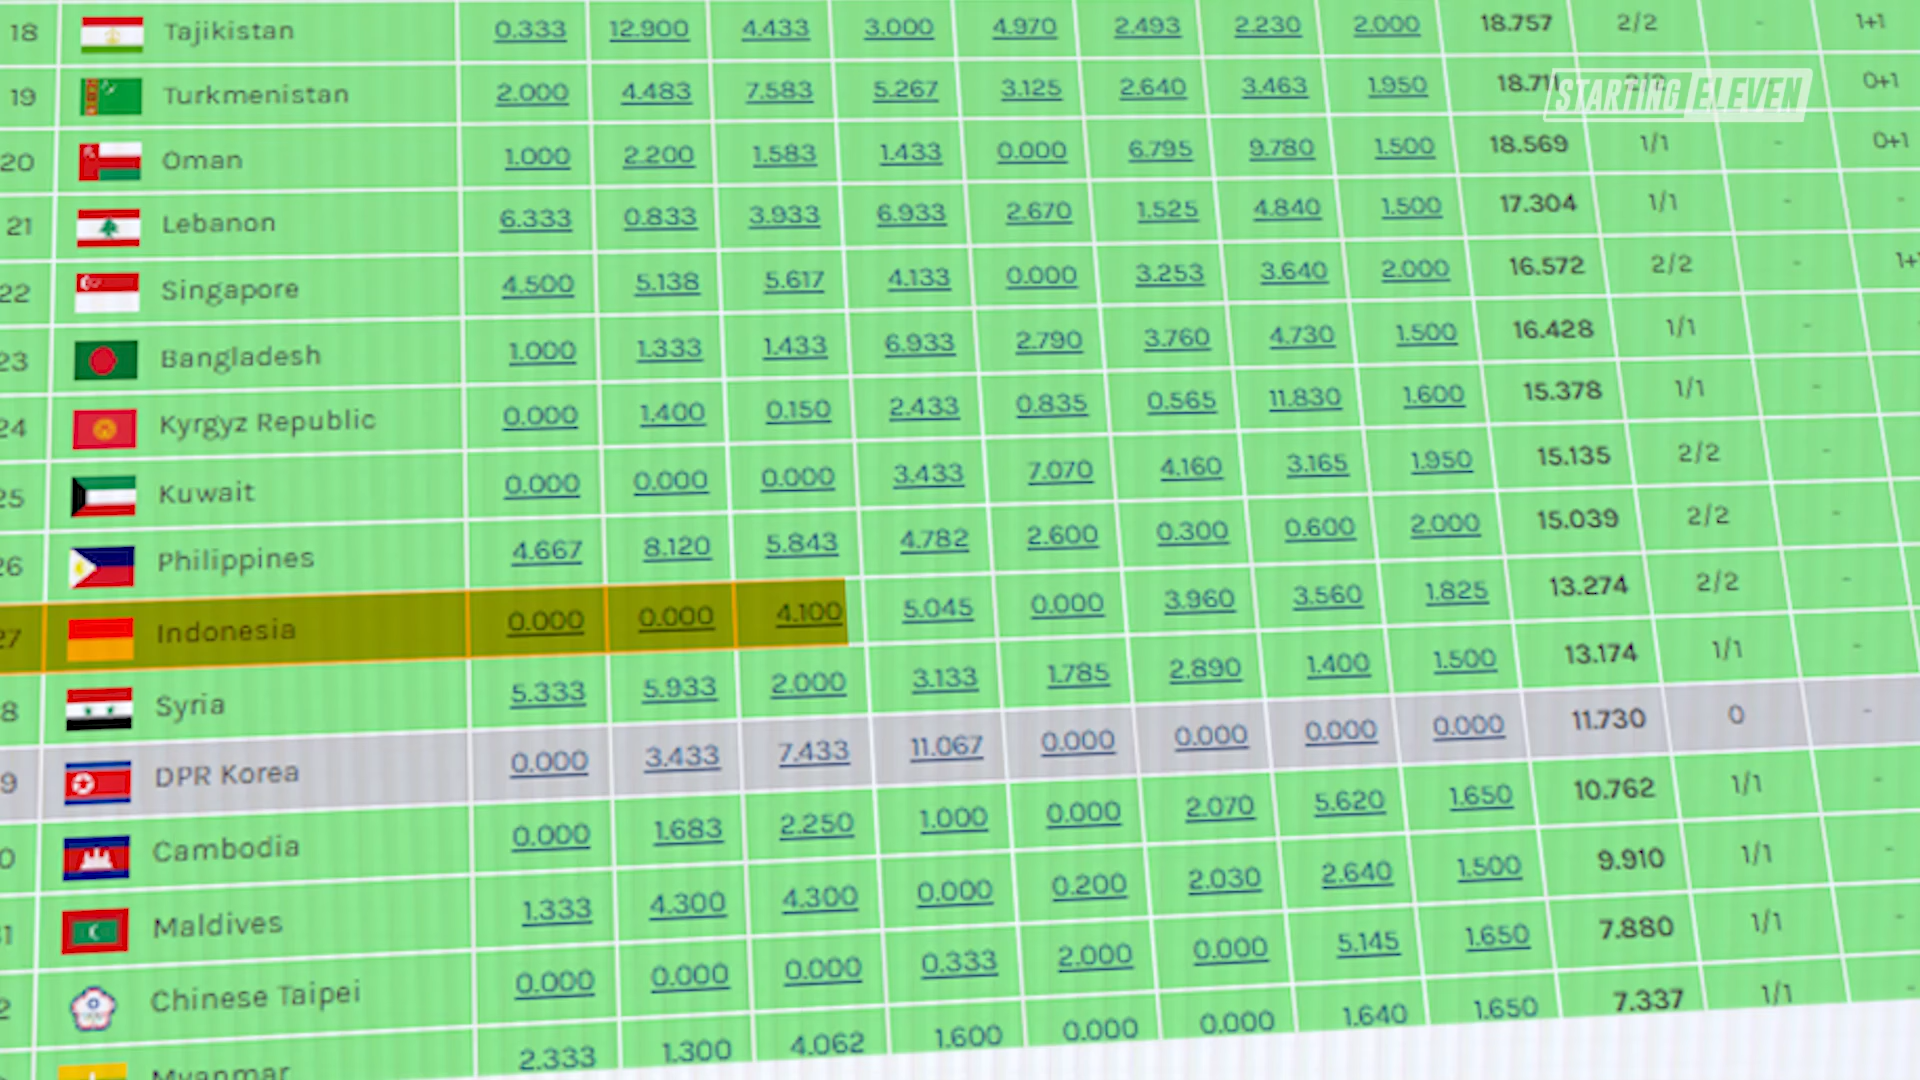 18 Tajikistan 0.333 12.900 4.433 3.000 4.970 2.493 2.230 2.000 18.757 2/2 - 1+1
19 Turkmenistan 2.000 4.483 7.583 5.267 3.125 2.640 3.463 1.950 18.711 2/2 0+1
STARTING ELEVEN
20 Oman 1.000 2.200 1.583 1.433 0.000 6.795 9.780 1.500 18.569 1/1 - 0+1
21 Lebanon 6.333 0.833 3.933 6.933 2.670 1.525 4.840 1.500 17.304 1/1 - -
22 Singapore 4.500 5.138 5.617 4.133 0.000 3.253 3.640 2.000 16.572 2/2 - 1+
23 Bangladesh 1.000 1.333 1.433 6.933 2.790 3.760 4.730 1.500 16.428 1/1 -
24 Kyrgyz Republic 0.000 1.400 0.150 2.433 0.835 0.565 11.830 1.600 15.378 1/1 -
25 Kuwait 0.000 0.000 0.000 3.433 7.070 4.160 3.165 1.950 15.135 2/2 -
26 Philippines 4.667 8.120 5.843 4.782 2.600 0.300 0.600 2.000 15.039 2/2 -
27 Indonesia 0.000 0.000 4.100 5.045 0.000 3.960 3.560 1.825 13.274 2/2 -
8 Syria 5.333 5.933 2.000 3.133 1.785 2.890 1.400 1.500 13.174 1/1 -
9 DPR Korea 0.000 3.433 7.433 11.067 0.000 0.000 0.000 0.000 11.730 0 -
0 Cambodia 0.000 1.683 2.250 1.000 0.000 2.070 5.620 1.650 10.762 1/1 -
1 Maldives 1.333 4.300 4.300 0.000 0.200 2.030 2.640 1.500 9.910 1/1 -
2 Chinese Taipei 0.000 0.000 0.000 0.333 2.000 0.000 5.145 1.650 7.880 1/1 -
Myanmar 2.333 1.300 4.062 1.600 0.000 0.000 1.640 1.650 7.337 1/1 -